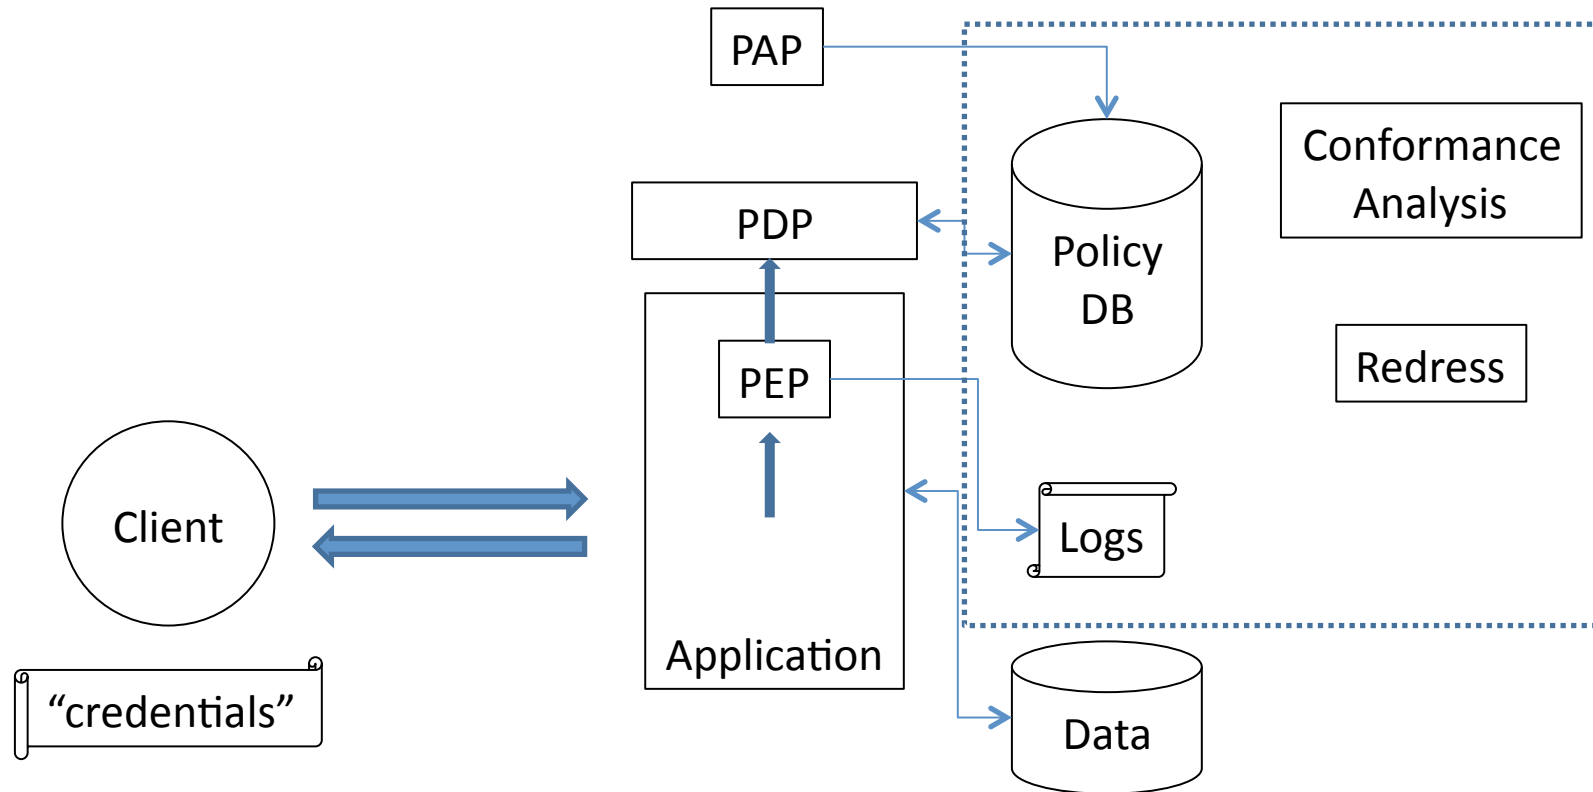 PAP
Conformance
Analysis
PDP
Policy
DB
PEP
Redress
Client
Logs
Application
“credentials”
Data